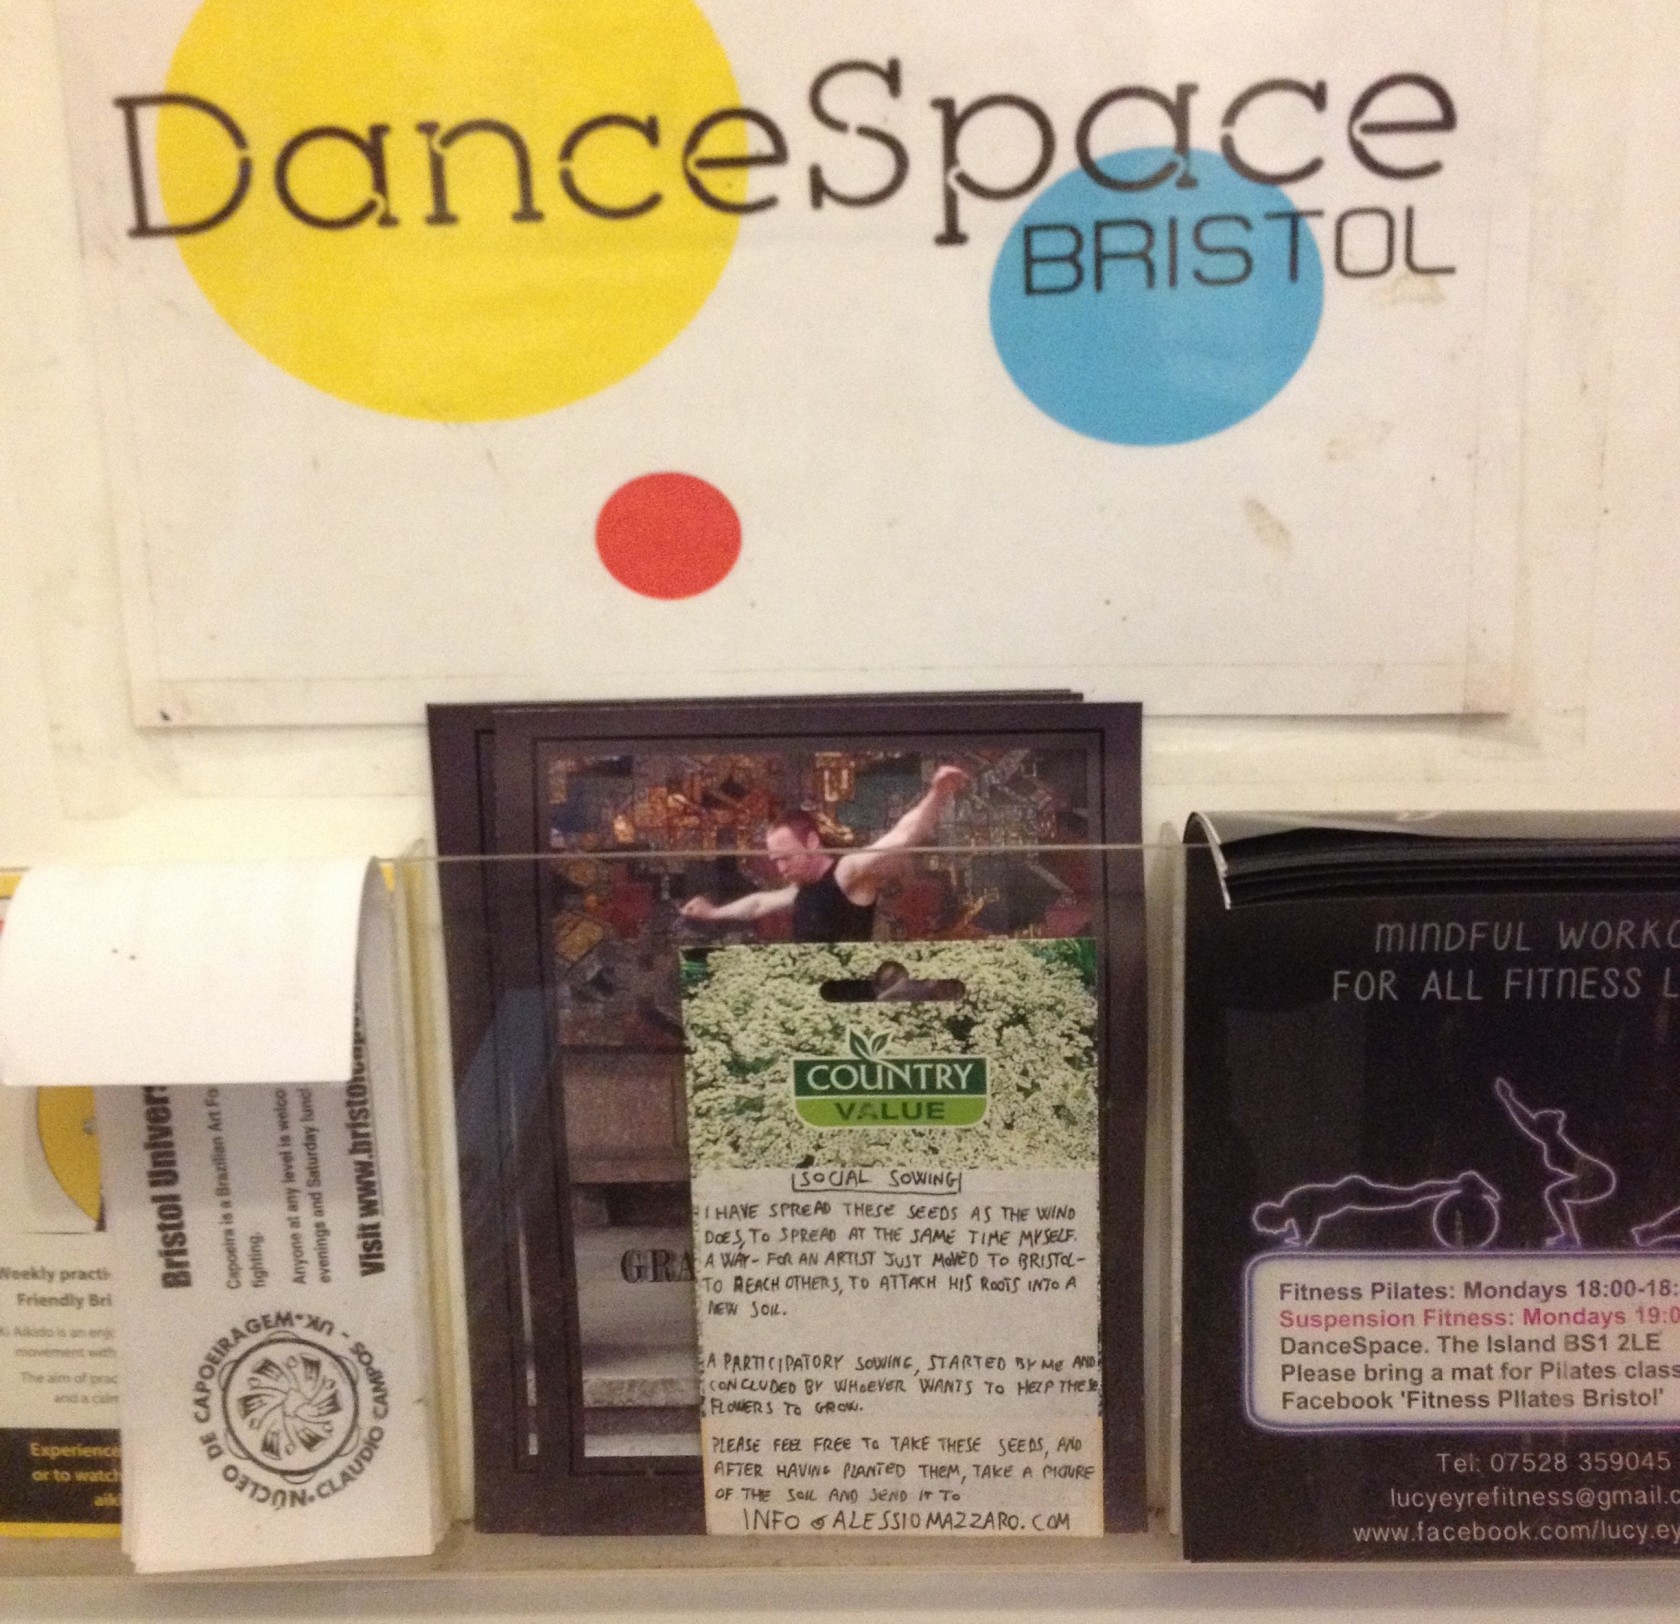 DanceSpace
BRISTOL
COUNTRY
VALUE
SOCIAL SOWING
I HAVE SPREAD THESE SEEDS AS THE WIND
DOES, TO SPREAD AT THE SAME TIME MYSELF.
A WAY- FOR AN ARTIST JUST MOVED TO BRISTOL-
TO REACH OTHERS, TO ATTACH HIS ROOTS INTO A
NEW SOIL.
A PARTICIPATORY SOWING, STARTED BY ME AND
CONCLUDED BY WHOEVER WANTS TO HELP THESE
FLOWERS TO GROW.
PLEASE FEEL FREE TO TAKE THESE SEEDS, AND
AFTER HAVING PLANTED THEM, TAKE A PICTURE
OF THE SOIL AND SEND IT TO
INFO@ALESSIOMAZZARO.COM
GRA
Bristol Univers
Capoeira is a Brazilian Art Fo
fighting.
Anyone at any level is welco
evenings and Saturday lunch
Visit www.bristolcapo
NÚCLEO DE CAPOEIRAGEM • UK - CLAUDIO CAMPOS
Weekly practi
Friendly Bri
Aikido is an enj
movement with
The aim of prac
and a calm
Experience
or to watch
aiki
MINDFUL WORKO
FOR ALL FITNESS L
Fitness Pilates: Mondays 18:00-18:
Suspension Fitness: Mondays 19:0
DanceSpace. The Island BS1 2LE
Please bring a mat for Pilates class
Facebook 'Fitness PIlates Bristol'
Tel: 07528 359045
lucyeyrefitness@gmail.c
www.facebook.com/lucy.ey